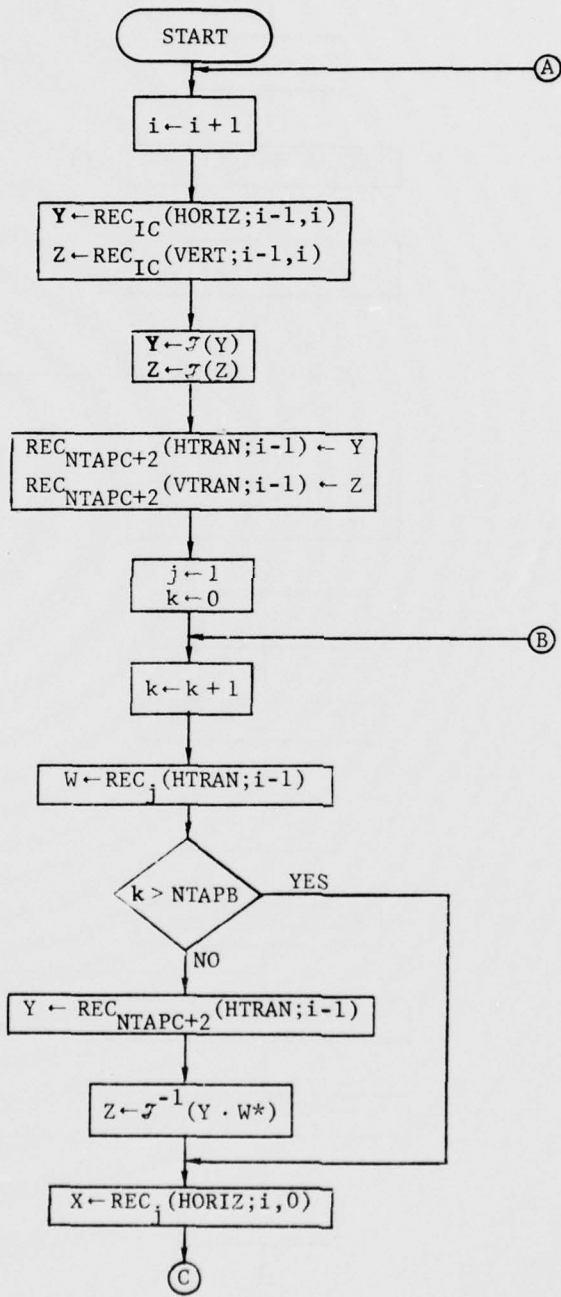 START
A
i ← i + 1
Y ← REC_IC(HORIZ;i-1,i)
Z ← REC_IC(VERT;i-1,i)
Y ← ℱ(Y)
Z ← ℱ(Z)
REC_NTAPC+2(HTRAN;i-1) ← Y
REC_NTAPC+2(VTRAN;i-1) ← Z
j ← 1
k ← 0
B
k ← k + 1
W ← REC_j(HTRAN;i-1)
k > NTAPB
YES
NO
Y ← REC_NTAPC+2(HTRAN;i-1)
Z ← ℱ^-1(Y · W*)
X ← REC_j(HORIZ;i,0)
C